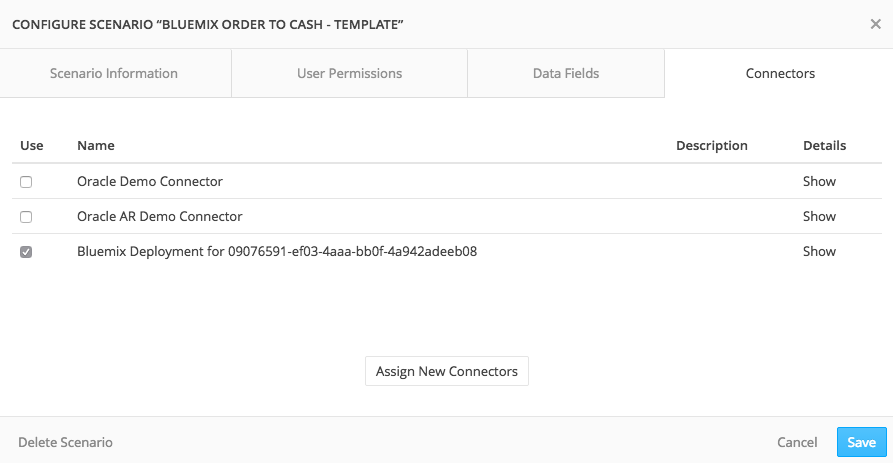 CONFIGURE SCENARIO “BLUEMIX ORDER TO CASH - TEMPLATE” ×
Scenario Information User Permissions Data Fields Connectors
Use Name Description Details
Oracle Demo Connector Show
Oracle AR Demo Connector Show
Bluemix Deployment for 09076591-ef03-4aaa-bb0f-4a942adeeb08 Show
Assign New Connectors
Delete Scenario Cancel Save